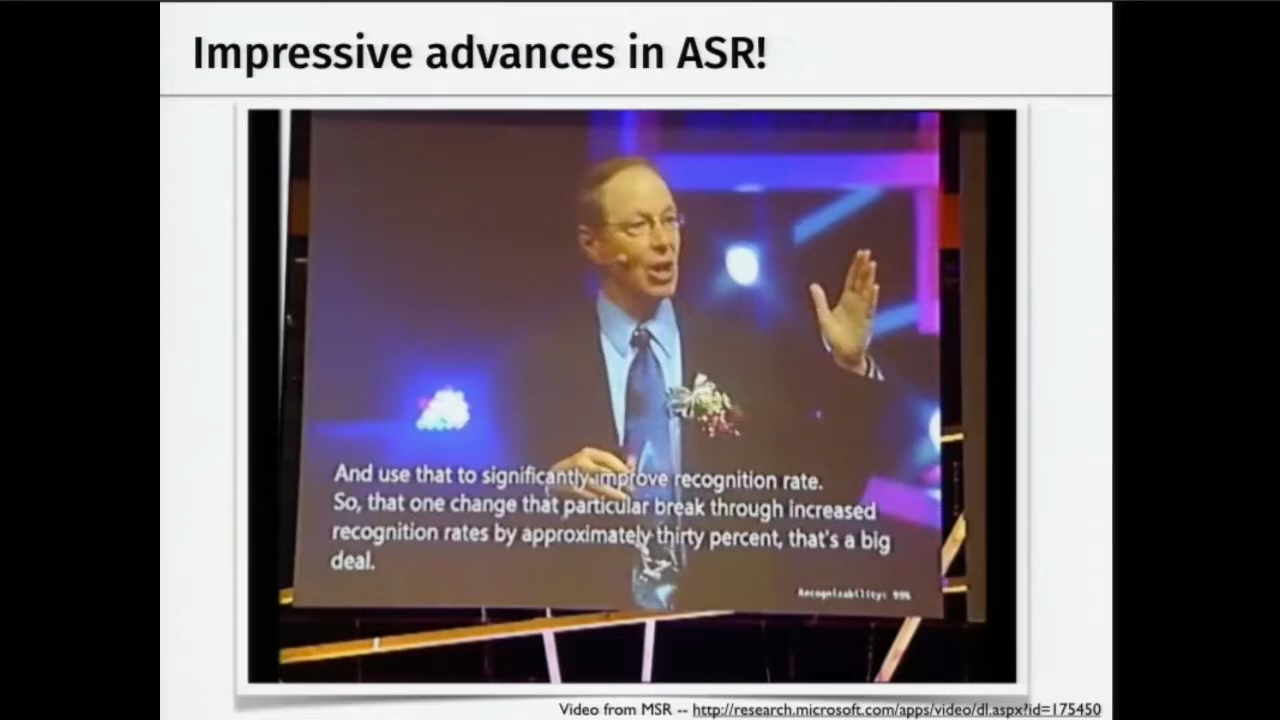 Impressive advances in ASR!
And use that to significantly improve recognition rate.
So, that one change that particular break through increased
recognition rates by approximately thirty percent, that's a big
deal.
Recognizability: 99%
Video from MSR -- http://research.microsoft.com/apps/video/dl.aspx?id=175450